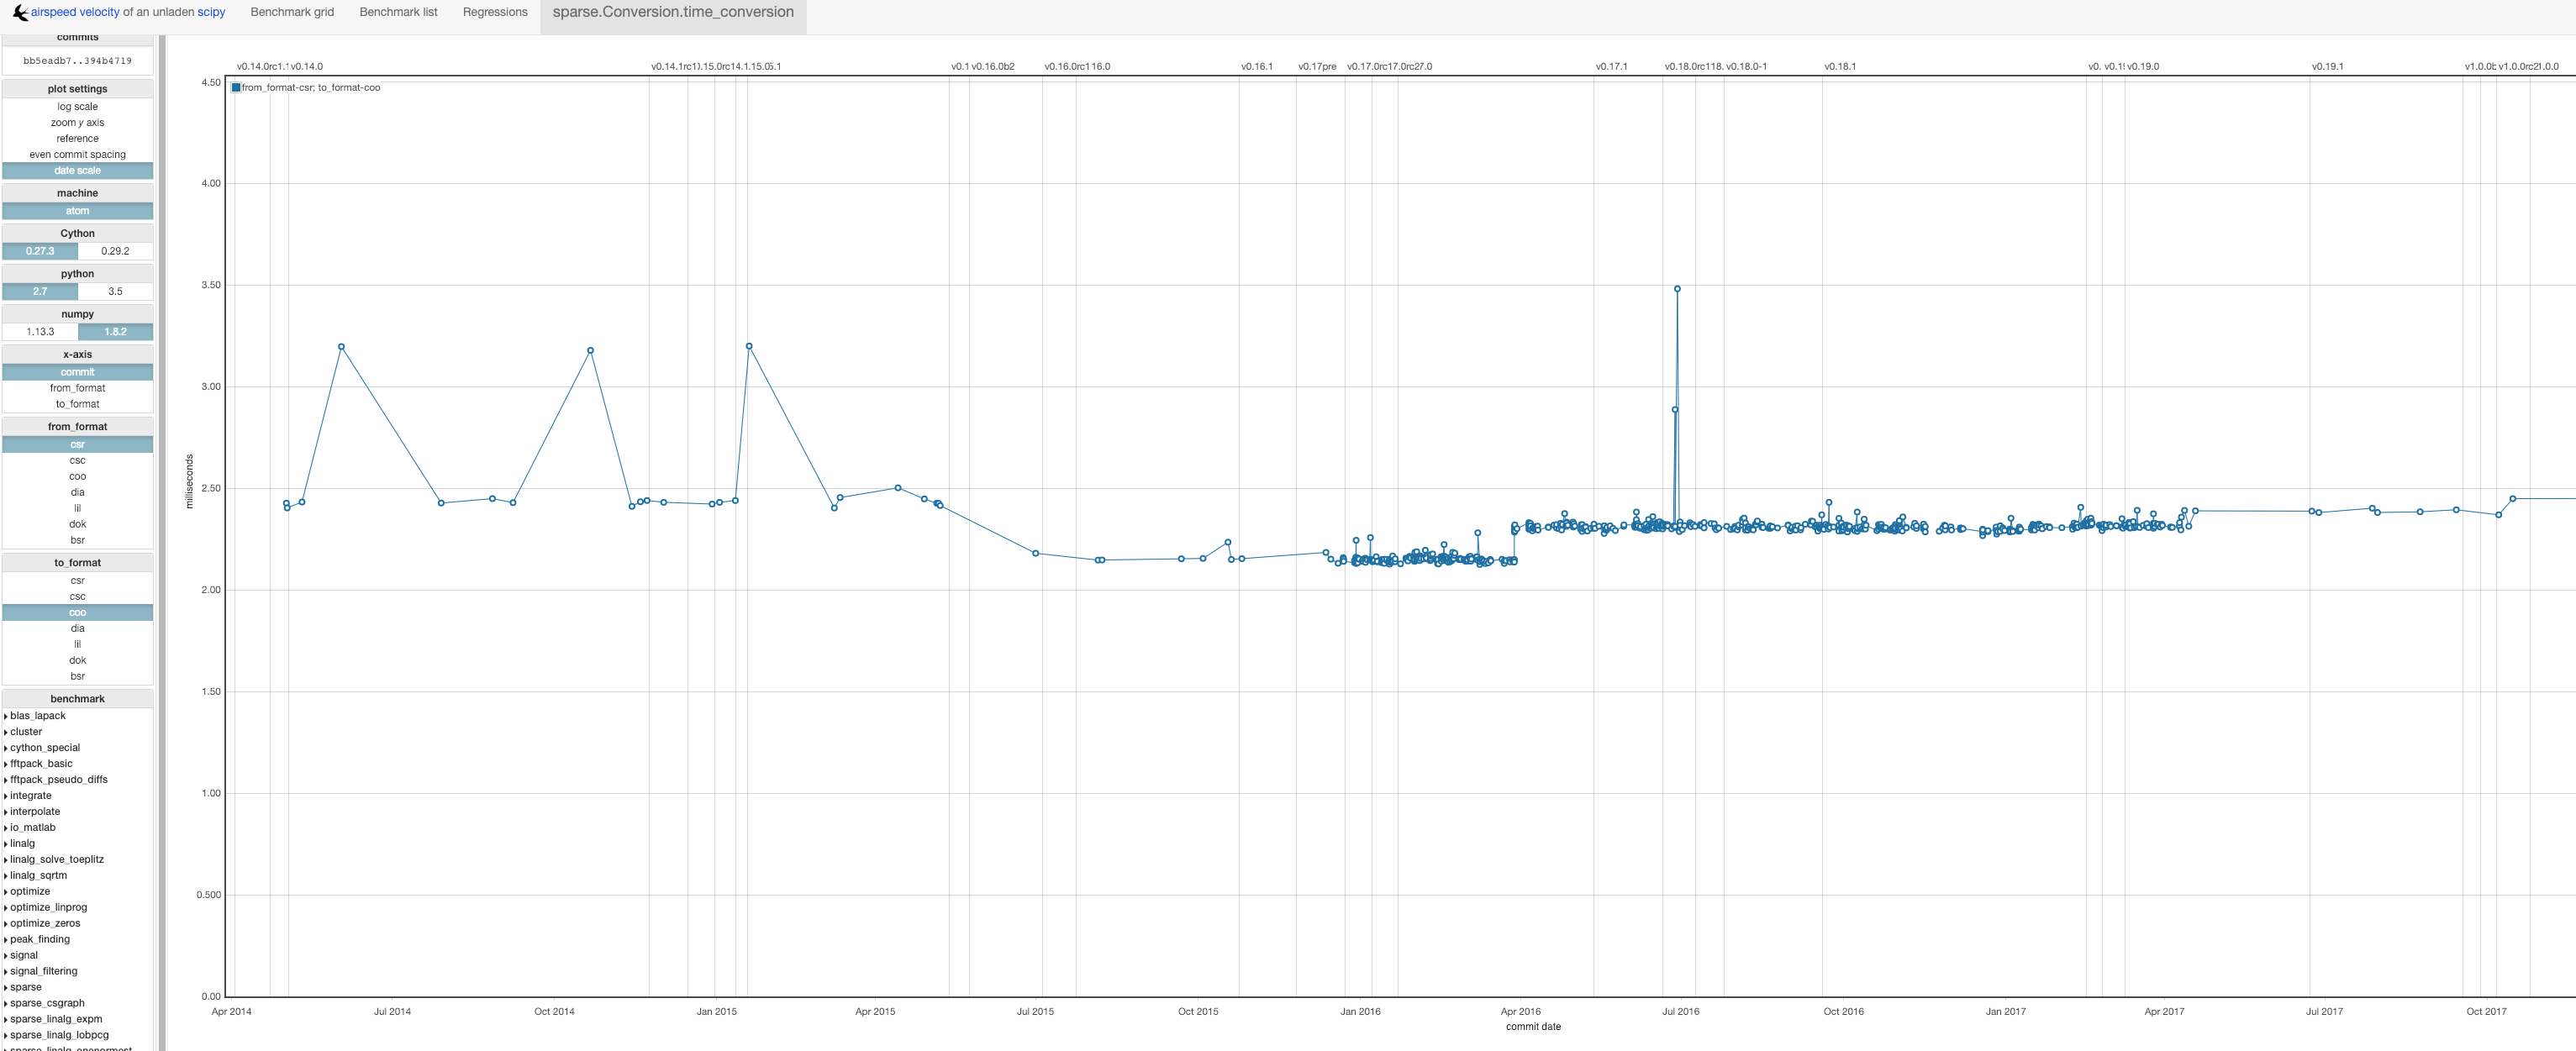 airspeed velocity of an unladen scipy Benchmark grid Benchmark list Regressions sparse.Conversion.time_conversion
commits
bb5eadb7..394b4719
plot settings
log scale
zoom y axis
reference
even commit spacing
date scale
machine
atom
Cython
0.27.3 0.29.2
python
2.7 3.5
numpy
1.13.3 1.8.2
x-axis
commit
from_format
to_format
from_format
csr
csc
coo
dia
lil
dok
bsr
to_format
csr
csc
coo
dia
lil
dok
bsr
benchmark
blas_lapack
cluster
cython_special
fftpack_basic
fftpack_pseudo_diffs
integrate
interpolate
io_matlab
linalg
linalg_solve_toeplitz
linalg_sqrtm
optimize
optimize_linprog
optimize_zeros
peak_finding
signal
signal_filtering
sparse
sparse_csgraph
sparse_linalg_expm
sparse_linalg_lobpcg
v0.14.0 v0.16.0b2 v0.16.1 v0.17pre v0.17.1 v0.18.0-1 v0.18.1 v0.19.0 v0.19.1
from_format-csr; to_format-coo
4.50
4.00
3.50
3.00
2.50
2.00
1.50
1.00
0.500
0.00
milliseconds
Apr 2014 Jul 2014 Oct 2014 Jan 2015 Apr 2015 Jul 2015 Oct 2015 Jan 2016 Apr 2016 Jul 2016 Oct 2016 Jan 2017 Apr 2017 Jul 2017 Oct 2017
commit date